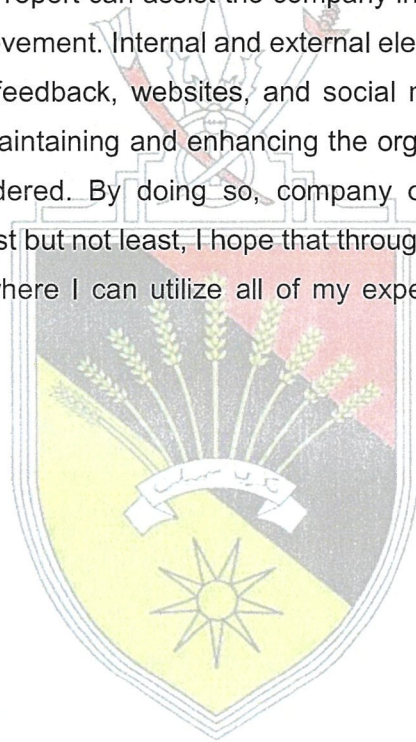 report can assist the company in
vement. Internal and external ele
feedback, websites, and social
aintaining and enhancing the org
dered. By doing so, company
st but not least, I hope that throug
here I can utilize all of my expe